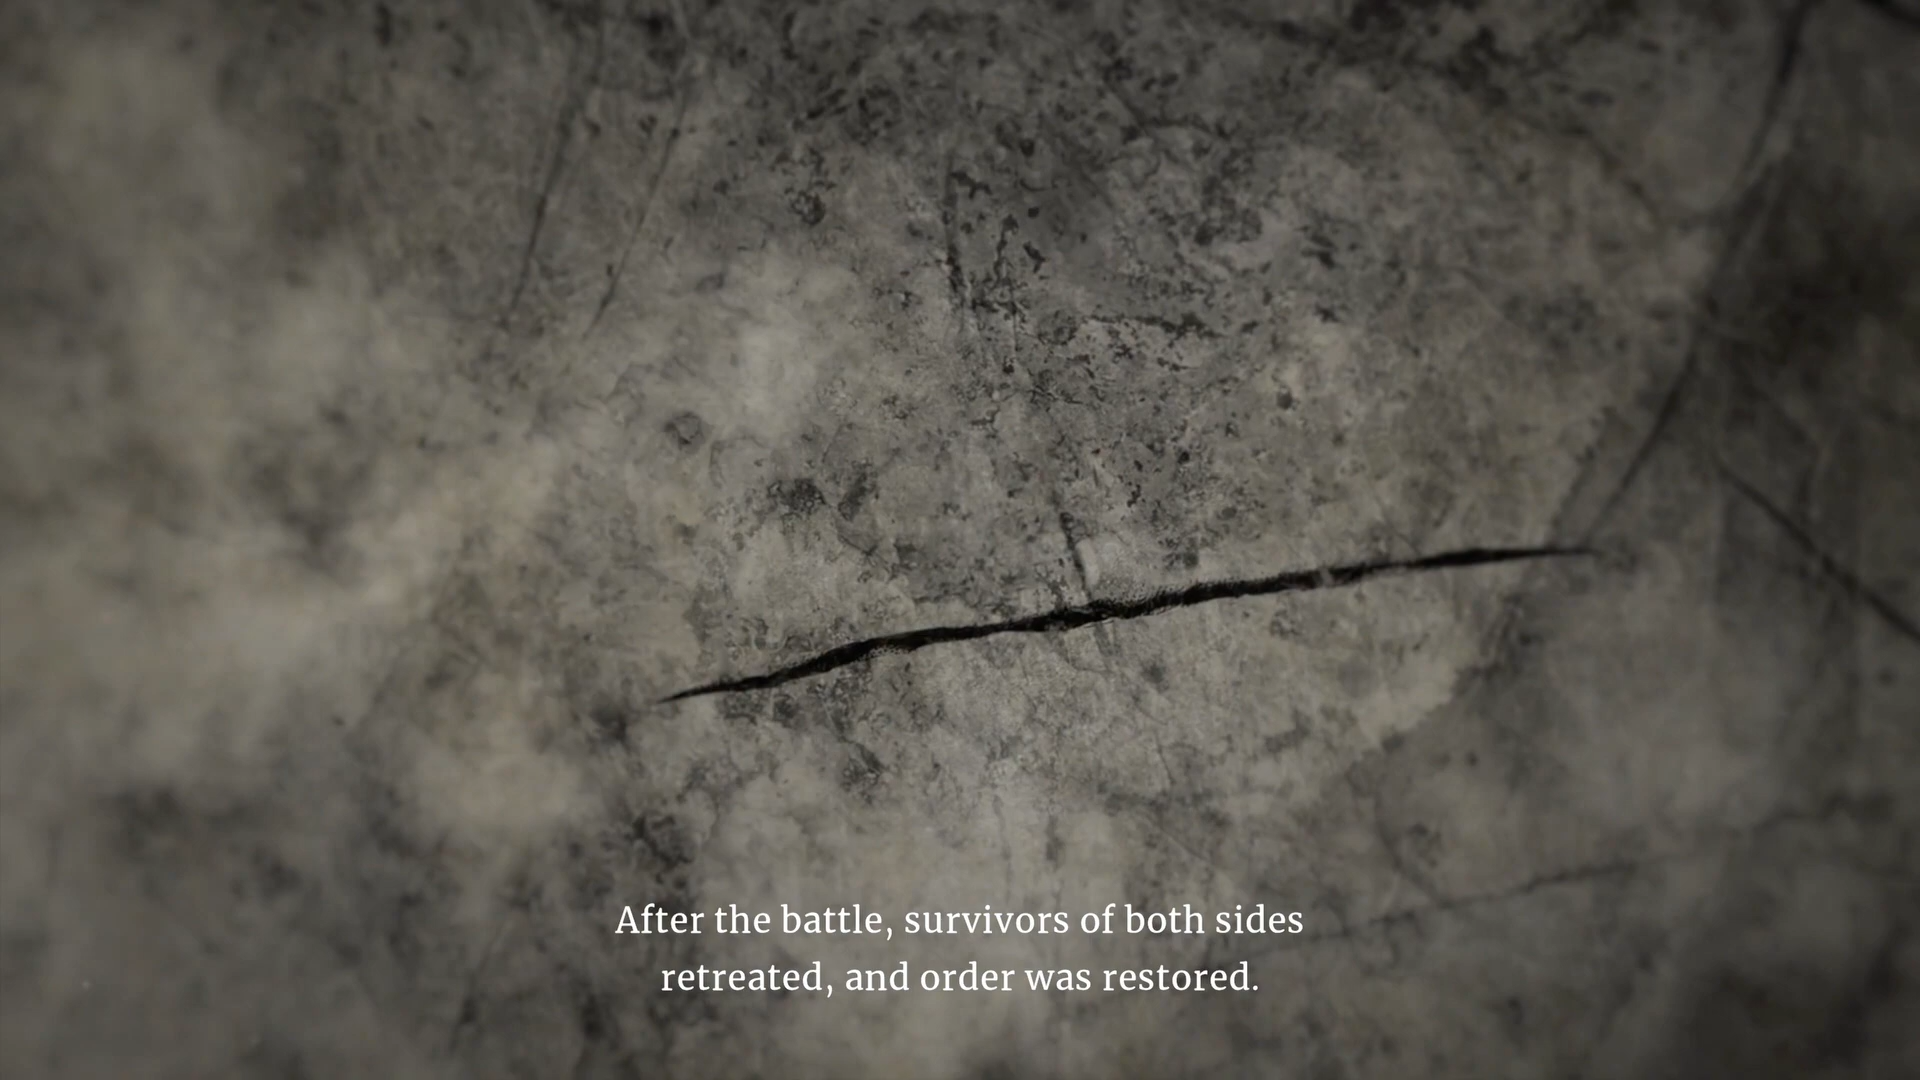 After the battle, survivors of both sides
retreated, and order was restored.